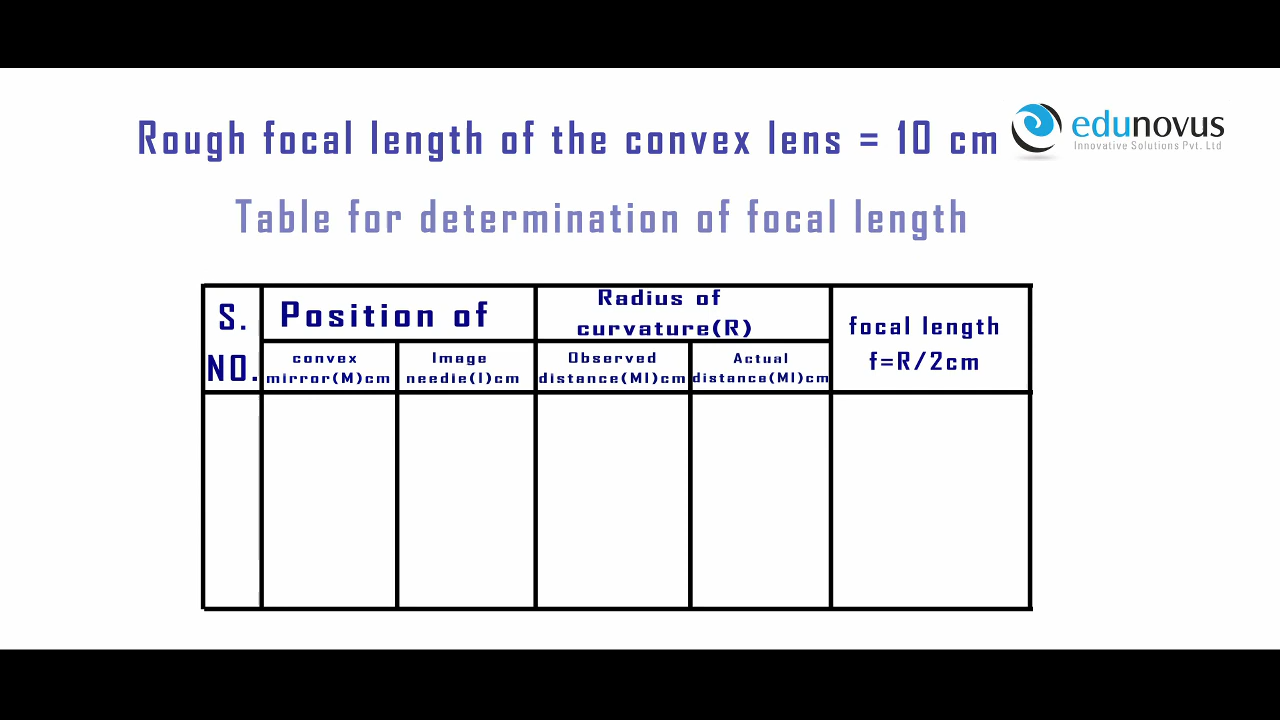 Rough focal length of the convex lens = 10 cm
edunovus
Innovative Solutions Pvt. Ltd
Table for determination of focal length
S.
NO.
Position of
Radius of
curvature(R)
focal length
f=R/2cm
convex
mirror(M)cm
Image
needie(I)cm
Observed
distance(MI)cm
Actual
distance(MI)cm